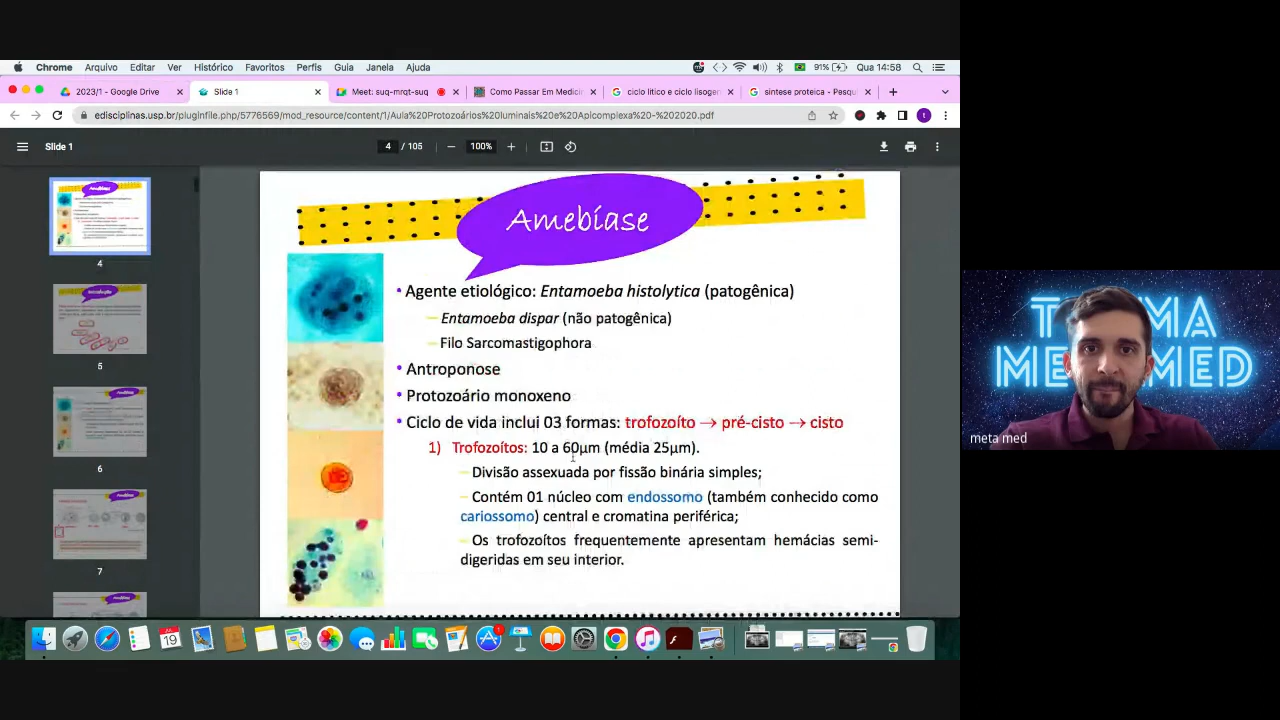 Chrome Arquivo Editar Ver Histórico Favoritos Perfis Guia Janela Ajuda 91% Qua 14:58
2023/1 - Google Drive Slide 1 Meet: suq-mrqt-suq Como Passar Em Medicin ciclo litico e ciclo lisogen sintese proteica - Pesqui
edisciplinas.usp.br/pluginfile.php/5776569/mod_resource/content/1/Aula%20Protozoários%20luminais%20e%20Apicomplexa%20-%202020.pdf
Slide 1 4 / 105 100%
Amebíase
• Agente etiológico: Entamoeba histolytica (patogênica)
– Entamoeba dispar (não patogênica)
– Filo Sarcomastigophora
• Antroponose
• Protozoário monoxeno
• Ciclo de vida inclui 03 formas: trofozoíto → pré-cisto → cisto
1) Trofozoítos: 10 a 60µm (média 25µm).
– Divisão assexuada por fissão binária simples;
– Contém 01 núcleo com endossomo (também conhecido como
cariossomo) central e cromatina periférica;
– Os trofozoítos frequentemente apresentam hemácias semi-
digeridas em seu interior.
4
5
6
7
meta med